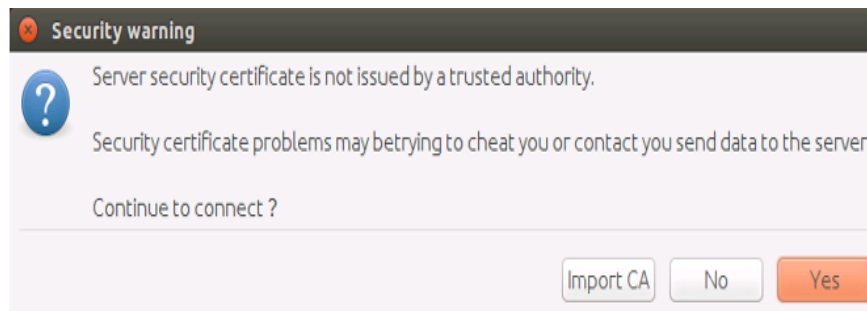 Security warning
Server security certificate is not issued by a trusted authority.
Security certificate problems may betrying to cheat you or contact you send data to the server
Continue to connect ?
Import CA No Yes